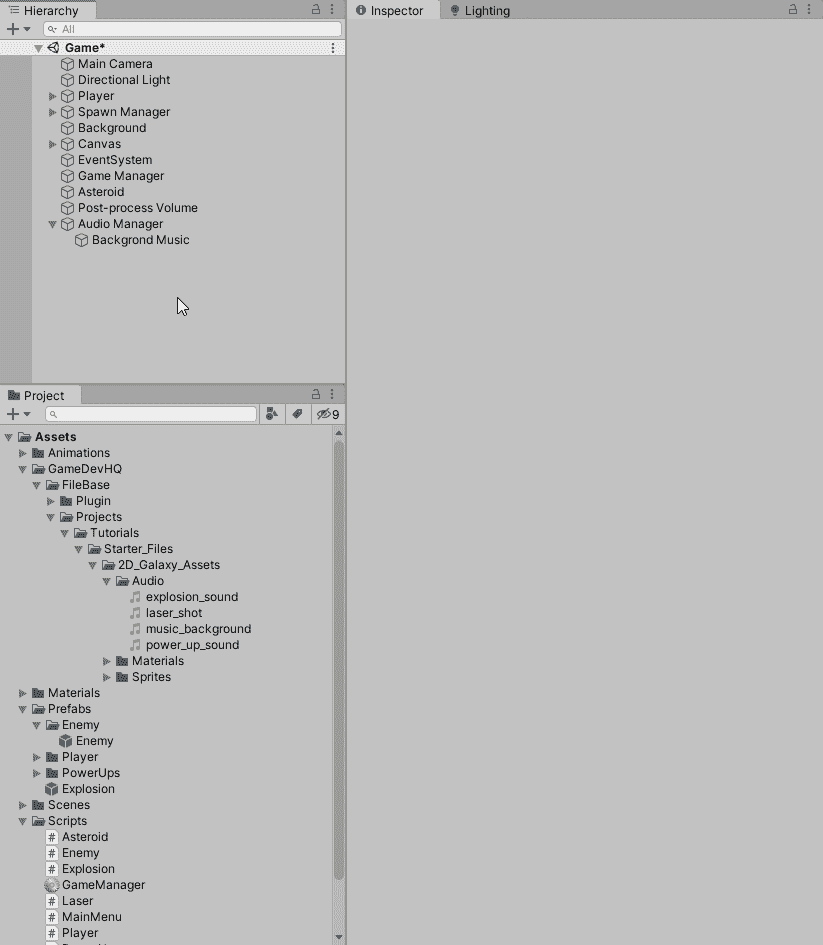 Hierarchy
All
Game*
Main Camera
Directional Light
Player
Spawn Manager
Background
Canvas
EventSystem
Game Manager
Asteroid
Post-process Volume
Audio Manager
Backgrond Music
Project
9
Assets
Animations
GameDevHQ
FileBase
Plugin
Projects
Tutorials
Starter_Files
2D_Galaxy_Assets
Audio
explosion_sound
laser_shot
music_background
power_up_sound
Materials
Sprites
Materials
Prefabs
Enemy
Enemy
Player
PowerUps
Explosion
Scenes
Scripts
# Asteroid
# Enemy
# Explosion
GameManager
# Laser
# MainMenu
# Player
Inspector
Lighting